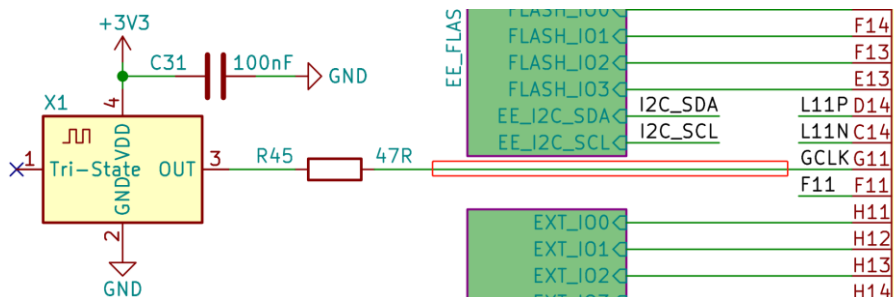 +3V3
C31 100nF
GND
X1
4
VDD
1
Tri-State
OUT
3
GND
2
GND
R45 47R
EE_FLAS
FLASH_IO0
FLASH_IO1
FLASH_IO2
FLASH_IO3
EE_I2C_SDA
EE_I2C_SCL
I2C_SDA
I2C_SCL
L11P
L11N
GCLK
F11
F14
F13
E13
D14
C14
G11
F11
H11
H12
H13
H14
EXT_IO0
EXT_IO1
EXT_IO2
EXT_IO3